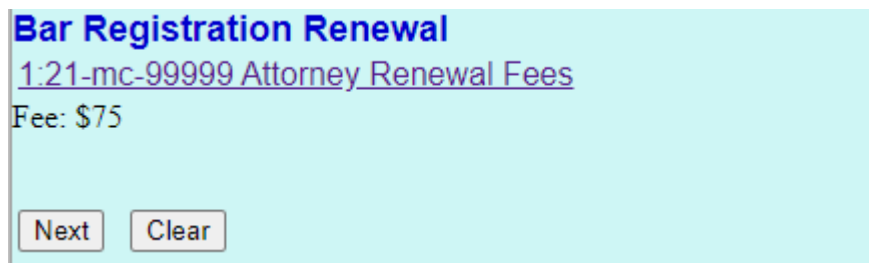 Bar Registration Renewal
1:21-mc-99999 Attorney Renewal Fees
Fee: $75
Next Clear